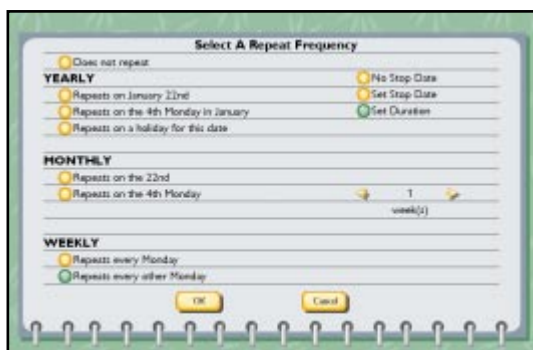 Select A Repeat Frequency
Does not repeat
YEARLY
No Stop Date
Repeats on January 22nd
Set Stop Date
Repeats on the 4th Monday in January
Set Duration
Repeats on a holiday for this date
MONTHLY
Repeats on the 22nd
Repeats on the 4th Monday
1
week(s)
WEEKLY
Repeats every Monday
Repeats every other Monday
OK
Cancel